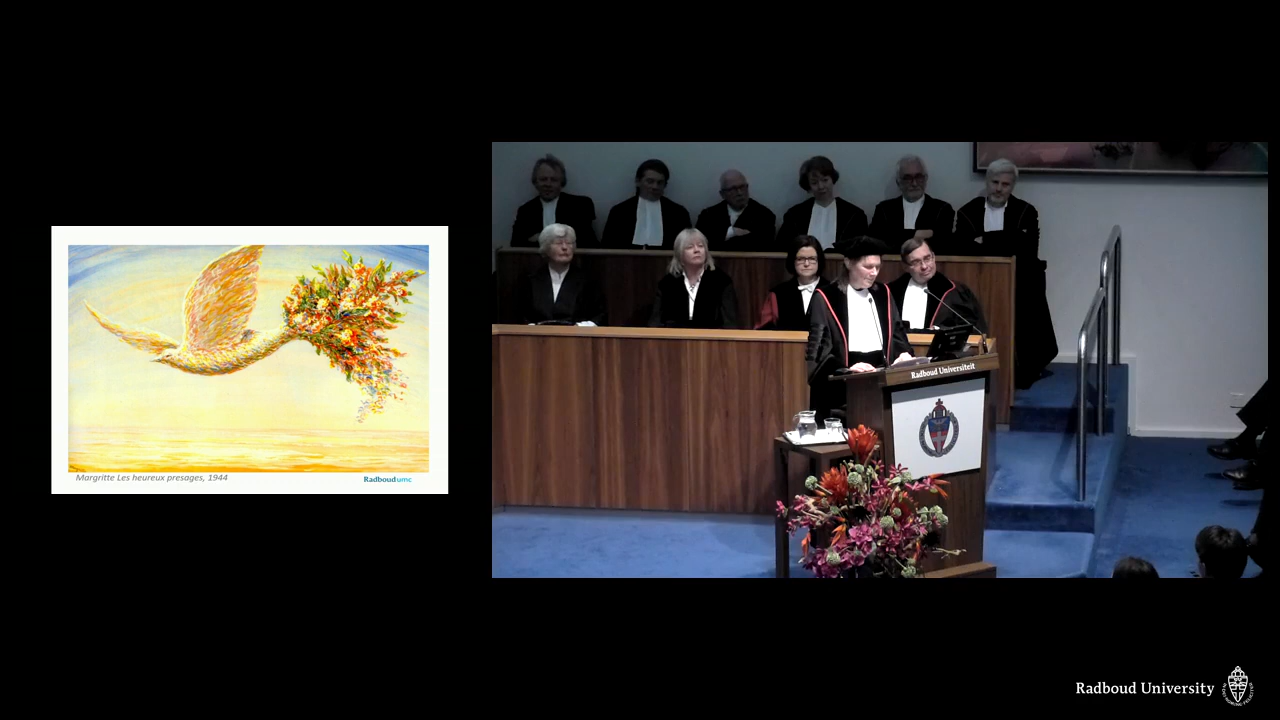 Margritte Les heureux presages, 1944
Radboudumc
Radboud Universiteit
Radboud University